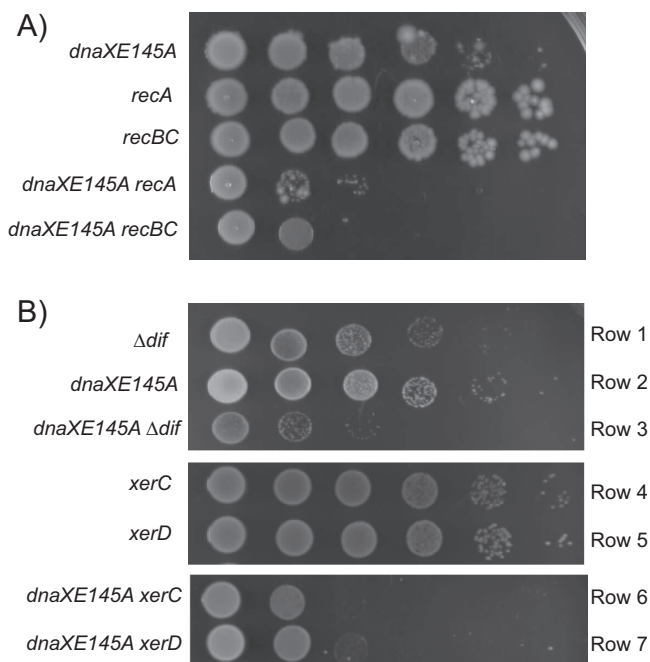 A)
dnaXE145A
recA
recBC
dnaXE145A recA
dnaXE145A recBC
B)
Δdif Row 1
dnaXE145A Row 2
dnaXE145A Δdif Row 3
xerC Row 4
xerD Row 5
dnaXE145A xerC Row 6
dnaXE145A xerD Row 7